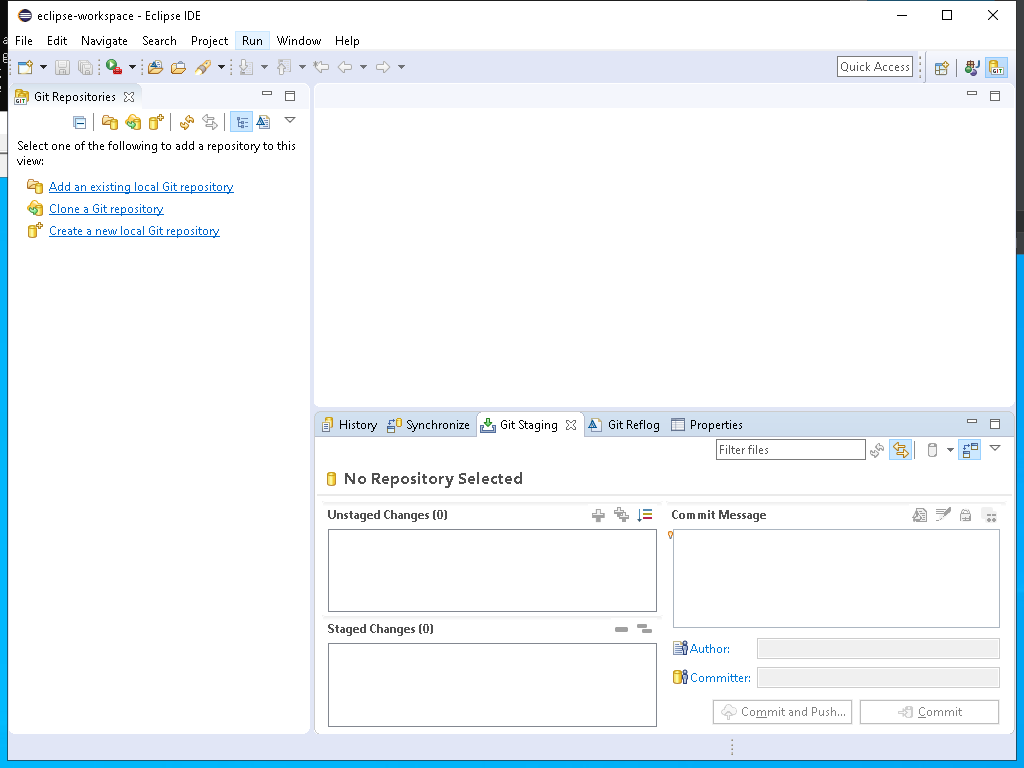 eclipse-workspace - Eclipse IDE
File Edit Navigate Search Project Run Window Help
Quick Access
GIT
Git Repositories
GIT
Select one of the following to add a repository to this
view:
Add an existing local Git repository
Clone a Git repository
Create a new local Git repository
History Synchronize Git Staging Git Reflog Properties
Filter files
No Repository Selected
Unstaged Changes (0)
Commit Message
Staged Changes (0)
Author:
Committer:
Commit and Push...
Commit